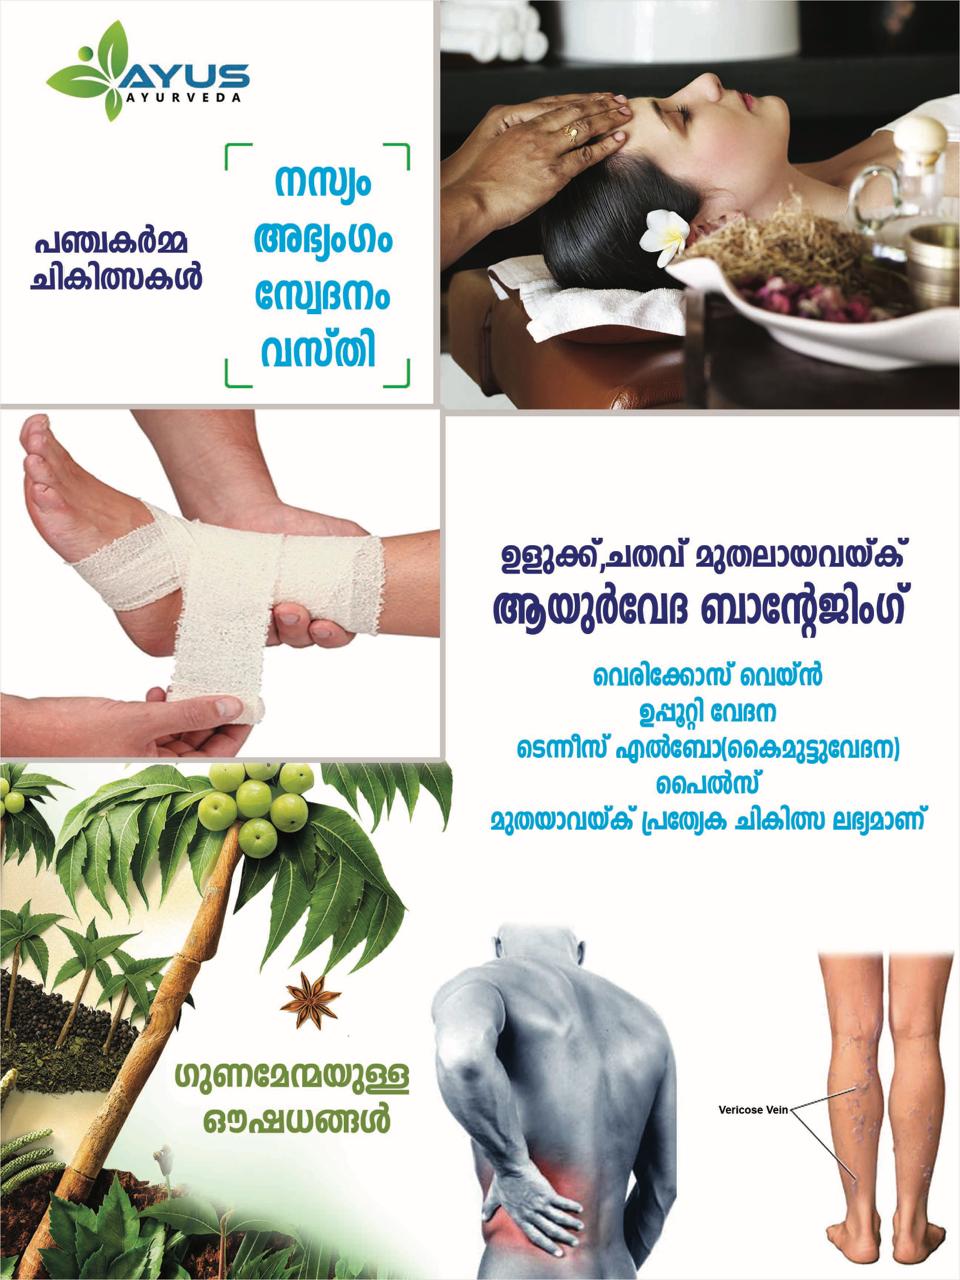 AYUS
AYURVEDA
പഞ്ചകർമ്മ
ചികിത്സകൾ
നസ്യം
അഭ്യംഗം
സ്വേദനം
വസ്തി
ഉളുക്ക്,ചതവ് മുതലായവയ്ക്
ആയുർവേദ ബാന്റേജിംഗ്
വെരിക്കോസ് വെയ്ൻ
ഉപ്പൂറ്റി വേദന
ടെന്നീസ് എൽബോ(കൈമുട്ടുവേദന)
പൈൽസ്
മുതയാവയ്ക് പ്രത്യേക ചികിത്സ ലഭ്യമാണ്
ഗുണമേന്മയുള്ള
ഔഷധങ്ങൾ
Vericose Vein